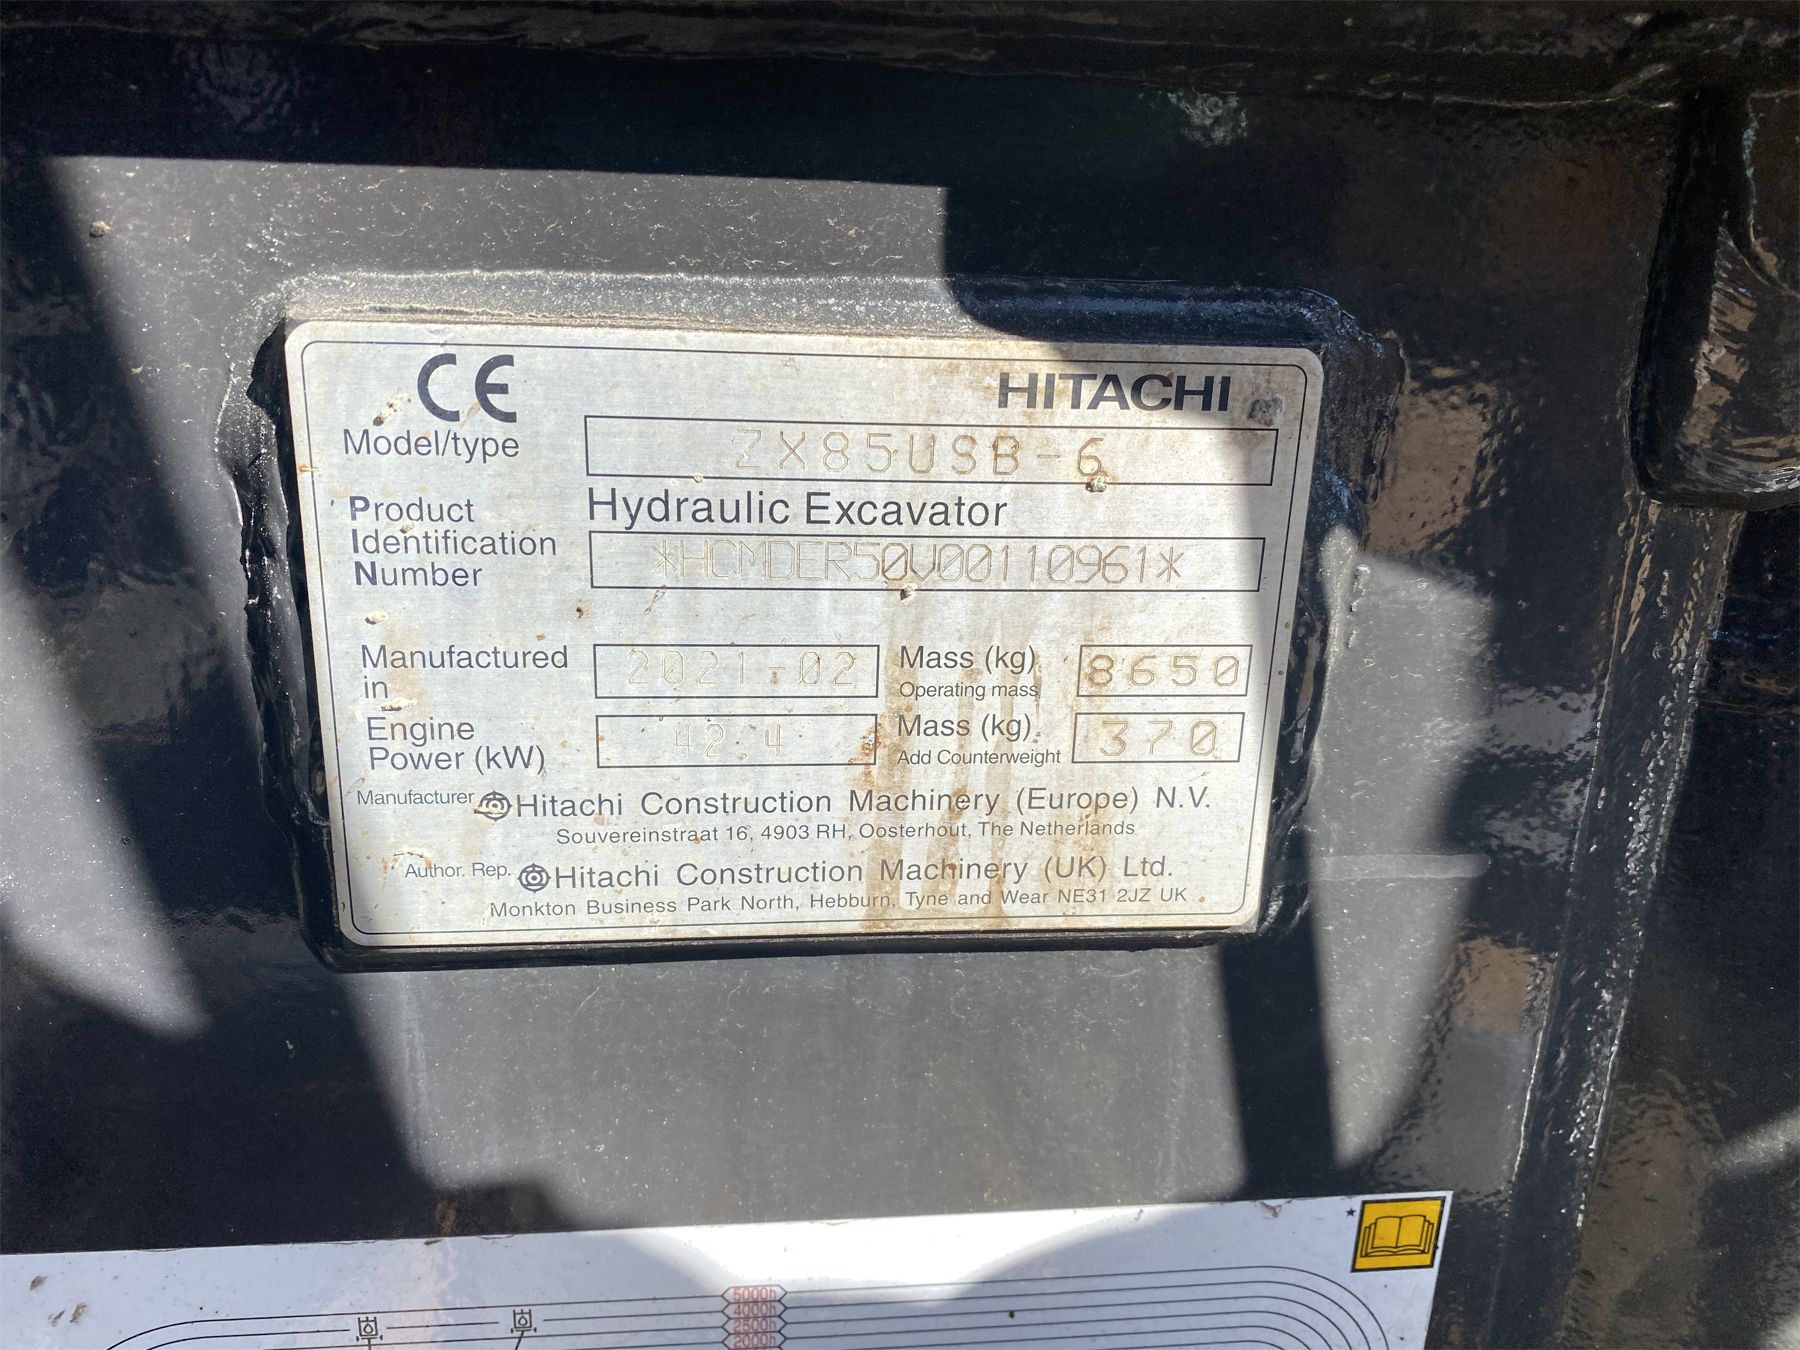 CE
HITACHI
Model/type ZX85USB-6
Product Hydraulic Excavator
Identification
Number *HCMDER50V00110961*
Manufactured in 2021-02 Mass (kg) Operating mass 8650
Engine Power (kW) 42.4 Mass (kg) Add Counterweight 370
Manufacturer Hitachi Construction Machinery (Europe) N.V.
Souvereinstraat 16, 4903 RH, Oosterhout, The Netherlands
Author. Rep. Hitachi Construction Machinery (UK) Ltd.
Monkton Business Park North, Hebburn, Tyne and Wear NE31 2JZ UK
5000h
4000h
2500h
2000h